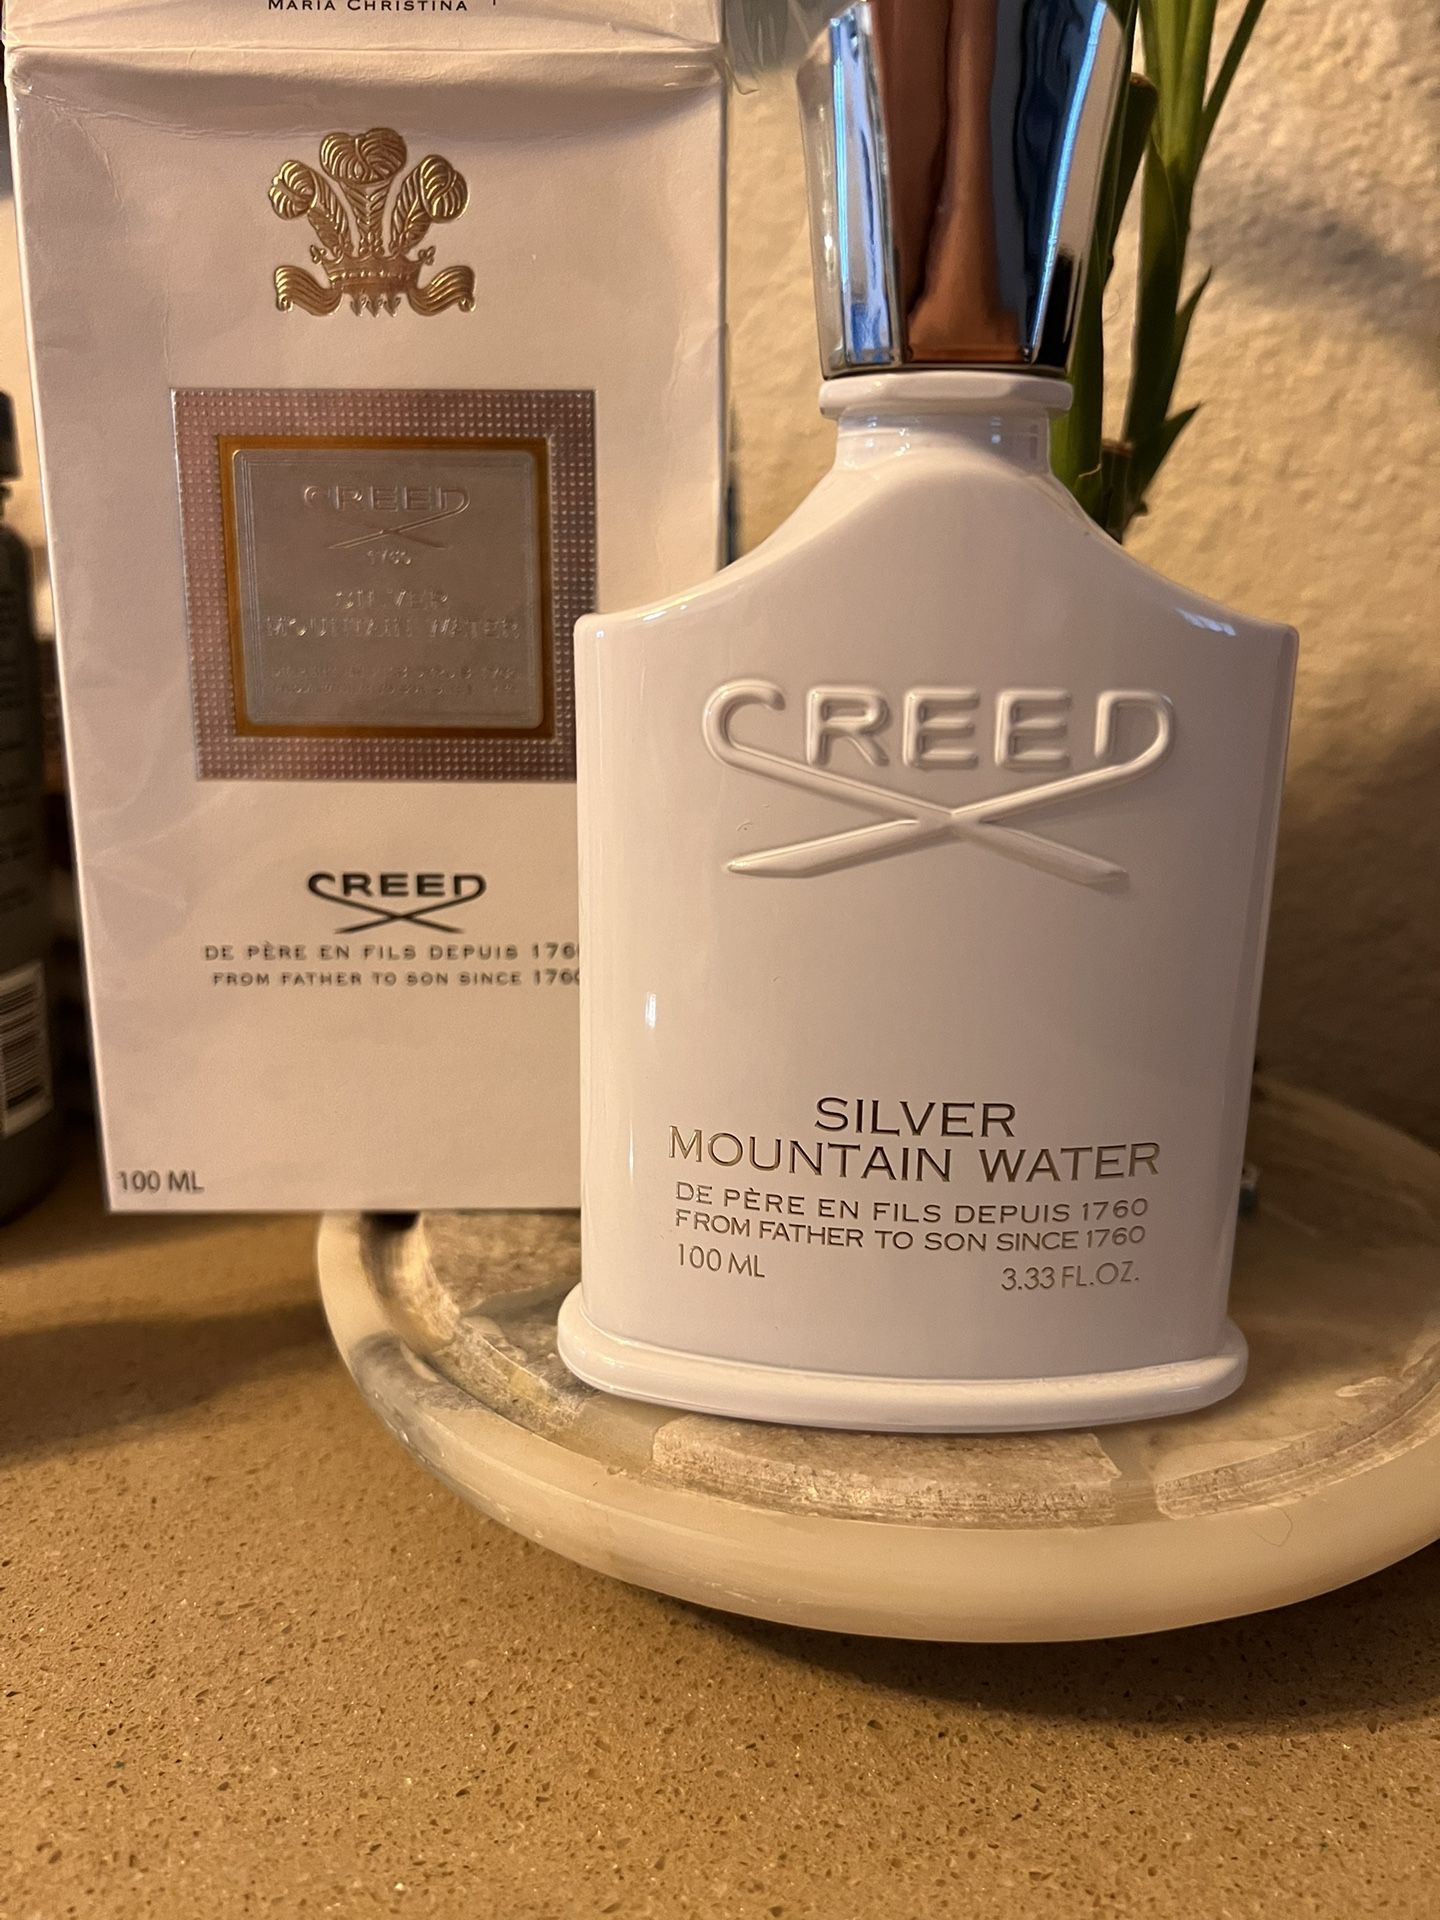 MARIA CHRISTINA
CREED
1760
SILVER
MOUNTAIN WATER
CREED
DE PÈRE EN FILS DEPUIS 176
FROM FATHER TO SON SINCE 1760
100 ML
CREED
SILVER
MOUNTAIN WATER
DE PÈRE EN FILS DEPUIS 1760
FROM FATHER TO SON SINCE 1760
100 ML 3.33 FL.OZ.